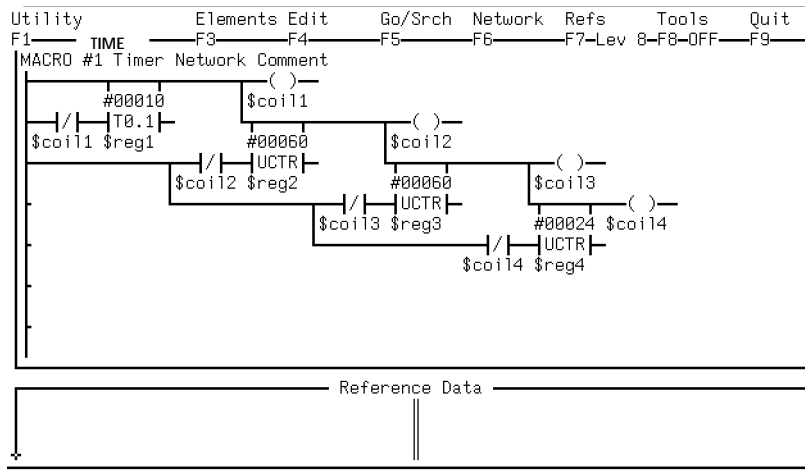 Utility Elements Edit Go/Srch Network Refs Tools Quit
F1 TIME F3 F4 F5 F6 F7-Lev 8-F8-OFF F9
MACRO #1 Timer Network Comment
( )
#00010 $coil1
T0.1 ( )
$coil1 $reg1 #00060 $coil2
UCTR ( )
$coil2 $reg2 #00060 $coil3
UCTR ( )
$coil3 $reg3 #00024 $coil4
UCTR
$coil4 $reg4
Reference Data